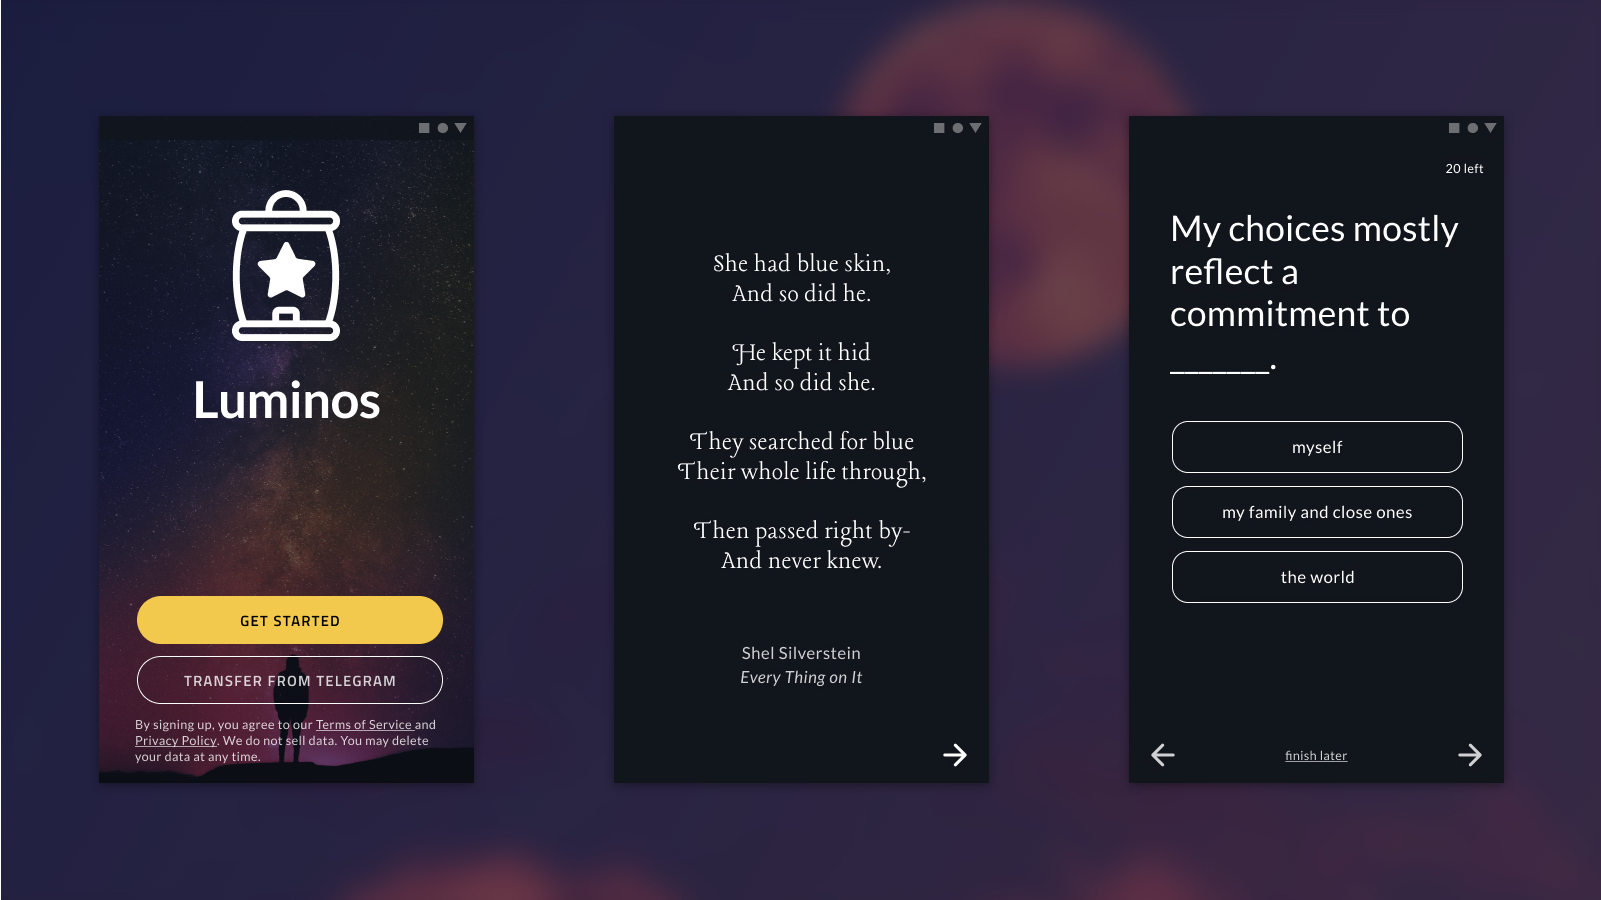 Luminos
GET STARTED
TRANSFER FROM TELEGRAM
By signing up, you agree to our Terms of Service and
Privacy Policy. We do not sell data. You may delete
your data at any time.
She had blue skin,
And so did he.
He kept it hid
And so did she.
They searched for blue
Their whole life through,
Then passed right by-
And never knew.
Shel Silverstein
Every Thing on It
20 left
My choices mostly
reflect a
commitment to
_______.
myself
my family and close ones
the world
finish later